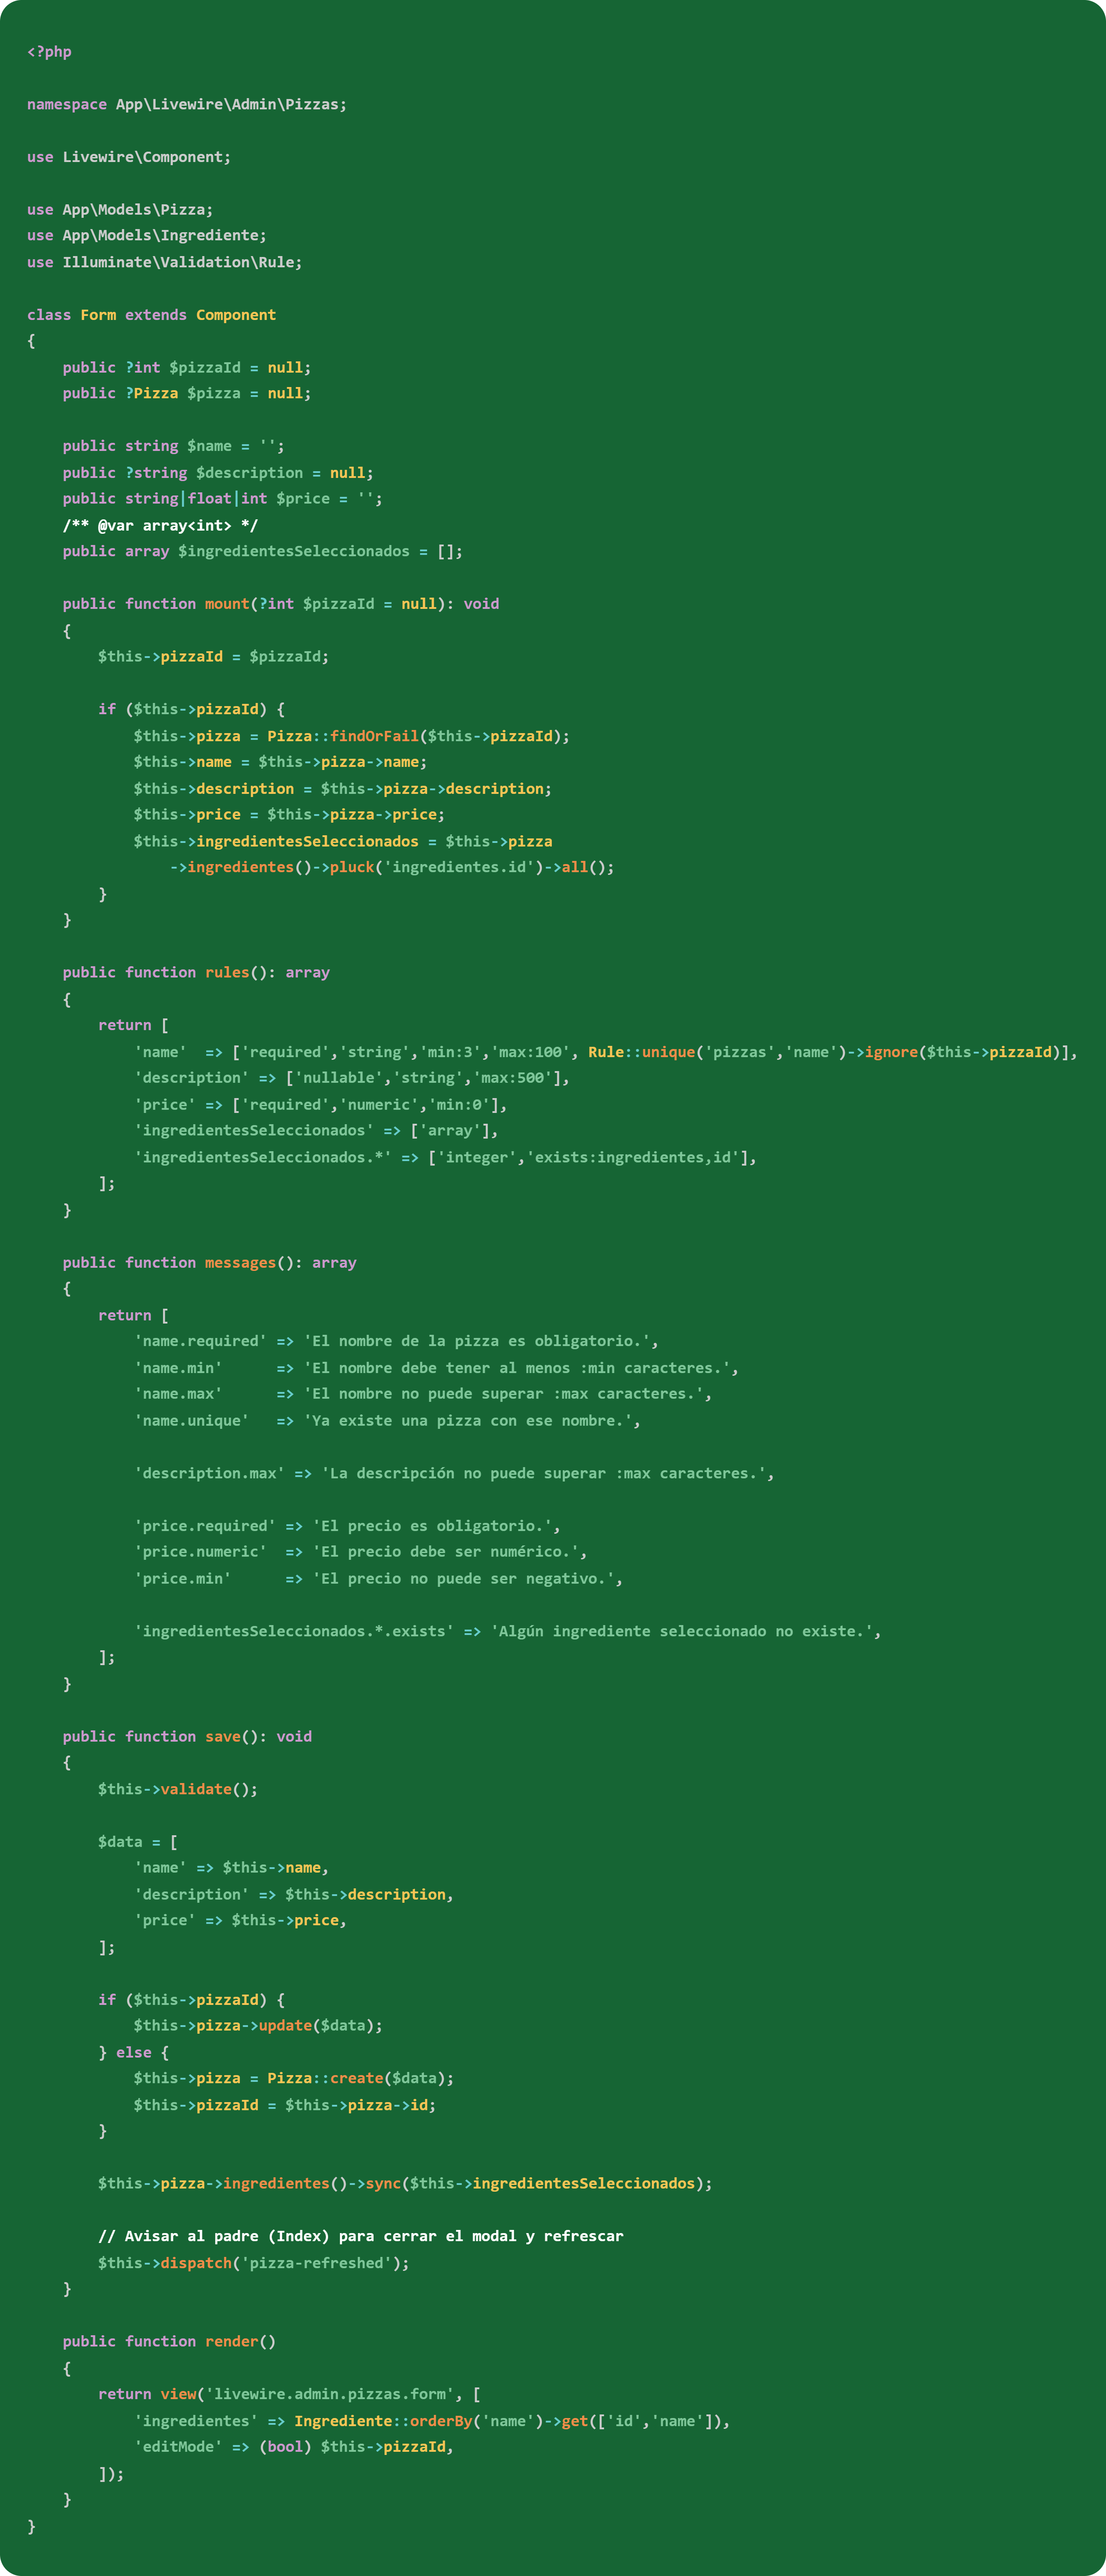 <?php

namespace App\Livewire\Admin\Pizzas;

use Livewire\Component;

use App\Models\Pizza;
use App\Models\Ingrediente;
use Illuminate\Validation\Rule;

class Form extends Component
{
    public ?int $pizzaId = null;
    public ?Pizza $pizza = null;

    public string $name = '';
    public ?string $description = null;
    public string|float|int $price = '';
    /** @var array<int> */
    public array $ingredientesSeleccionados = [];

    public function mount(?int $pizzaId = null): void
    {
        $this->pizzaId = $pizzaId;

        if ($this->pizzaId) {
            $this->pizza = Pizza::findOrFail($this->pizzaId);
            $this->name = $this->pizza->name;
            $this->description = $this->pizza->description;
            $this->price = $this->pizza->price;
            $this->ingredientesSeleccionados = $this->pizza
                ->ingredientes()->pluck('ingredientes.id')->all();
        }
    }

    public function rules(): array
    {
        return [
            'name'  => ['required','string','min:3','max:100', Rule::unique('pizzas','name')->ignore($this->pizzaId)],
            'description' => ['nullable','string','max:500'],
            'price' => ['required','numeric','min:0'],
            'ingredientesSeleccionados' => ['array'],
            'ingredientesSeleccionados.*' => ['integer','exists:ingredientes,id'],
        ];
    }

    public function messages(): array
    {
        return [
            'name.required' => 'El nombre de la pizza es obligatorio.',
            'name.min'      => 'El nombre debe tener al menos :min caracteres.',
            'name.max'      => 'El nombre no puede superar :max caracteres.',
            'name.unique'   => 'Ya existe una pizza con ese nombre.',

            'description.max' => 'La descripción no puede superar :max caracteres.',

            'price.required' => 'El precio es obligatorio.',
            'price.numeric'  => 'El precio debe ser numérico.',
            'price.min'      => 'El precio no puede ser negativo.',

            'ingredientesSeleccionados.*.exists' => 'Algún ingrediente seleccionado no existe.',
        ];
    }

    public function save(): void
    {
        $this->validate();

        $data = [
            'name' => $this->name,
            'description' => $this->description,
            'price' => $this->price,
        ];

        if ($this->pizzaId) {
            $this->pizza->update($data);
        } else {
            $this->pizza = Pizza::create($data);
            $this->pizzaId = $this->pizza->id;
        }

        $this->pizza->ingredientes()->sync($this->ingredientesSeleccionados);

        // Avisar al padre (Index) para cerrar el modal y refrescar
        $this->dispatch('pizza-refreshed');
    }

    public function render()
    {
        return view('livewire.admin.pizzas.form', [
            'ingredientes' => Ingrediente::orderBy('name')->get(['id','name']),
            'editMode' => (bool) $this->pizzaId,
        ]);
    }
}